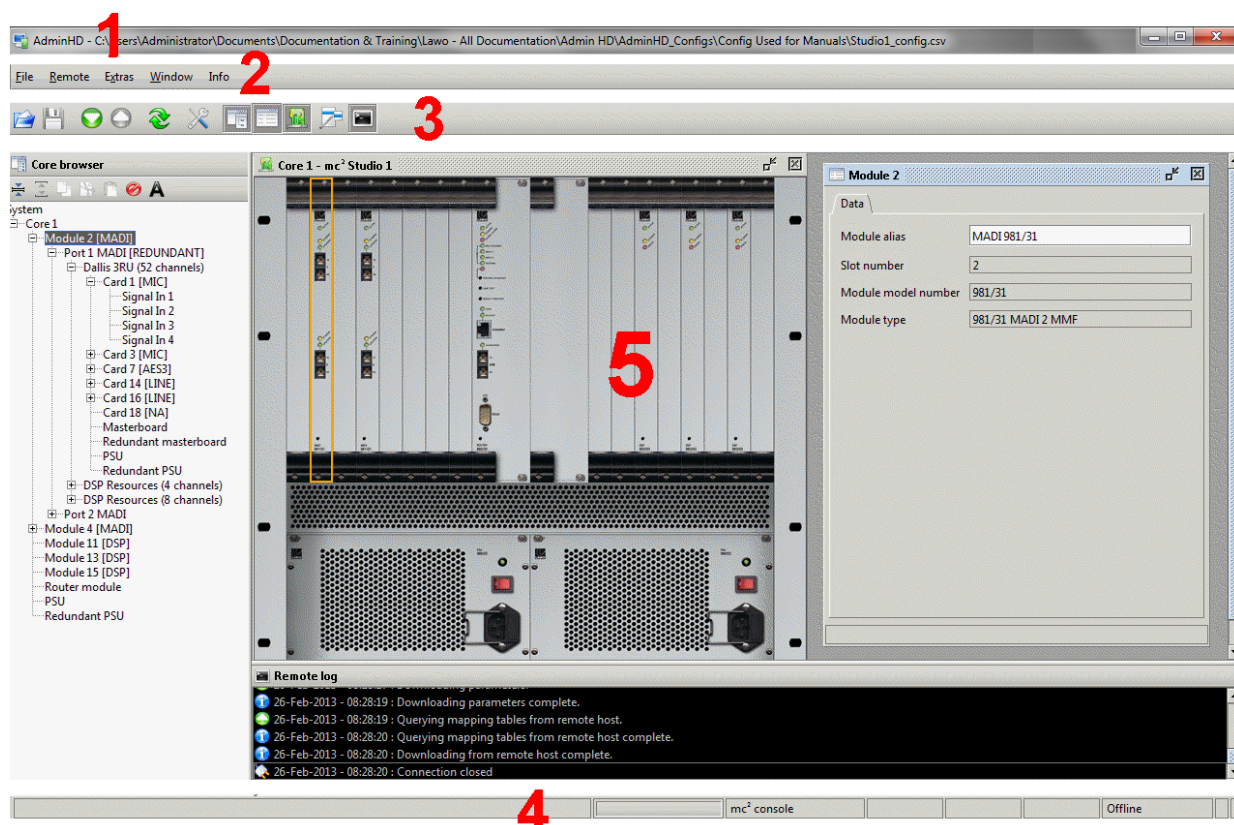 1
AdminHD - C:\Users\Administrator\Documents\Documentation & Training\Lawo - All Documentation\Admin HD\AdminHD_Configs\Config Used for Manuals\Studio1_config.csv
2
File Remote Extras Window Info
3
Core browser
A
System
Core 1
Module 2 [MADI]
Port 1 MADI [REDUNDANT]
Dallis 3RU (52 channels)
Card 1 [MIC]
Signal In 1
Signal In 2
Signal In 3
Signal In 4
Card 3 [MIC]
Card 7 [AES3]
Card 14 [LINE]
Card 16 [LINE]
Card 18 [NA]
Masterboard
Redundant masterboard
PSU
Redundant PSU
DSP Resources (4 channels)
DSP Resources (8 channels)
Port 2 MADI
Module 4 [MADI]
Module 11 [DSP]
Module 13 [DSP]
Module 15 [DSP]
Router module
PSU
Redundant PSU
Core 1 - mc² Studio 1
5
Module 2
Data
Module alias MADI 981/31
Slot number 2
Module model number 981/31
Module type 981/31 MADI 2 MMF
Remote log
26-Feb-2013 - 08:28:19 : Downloading parameters complete.
26-Feb-2013 - 08:28:19 : Querying mapping tables from remote host.
26-Feb-2013 - 08:28:20 : Querying mapping tables from remote host complete.
26-Feb-2013 - 08:28:20 : Downloading from remote host complete.
26-Feb-2013 - 08:28:20 : Connection closed
4
mc² console
Offline